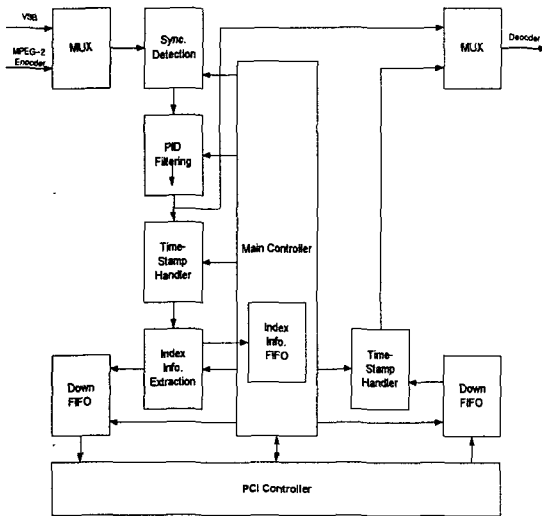 VSB
MPEG-2
Encoder
MUX
Sync.
Detection
MUX
Decoder
PID
Filtering
Time-
Stamp
Handler
Main Controller
Index
Info.
FIFO
Index
Info.
Extraction
Time-
Stamp
Handler
Down
FIFO
Down
FIFO
PCI Controller